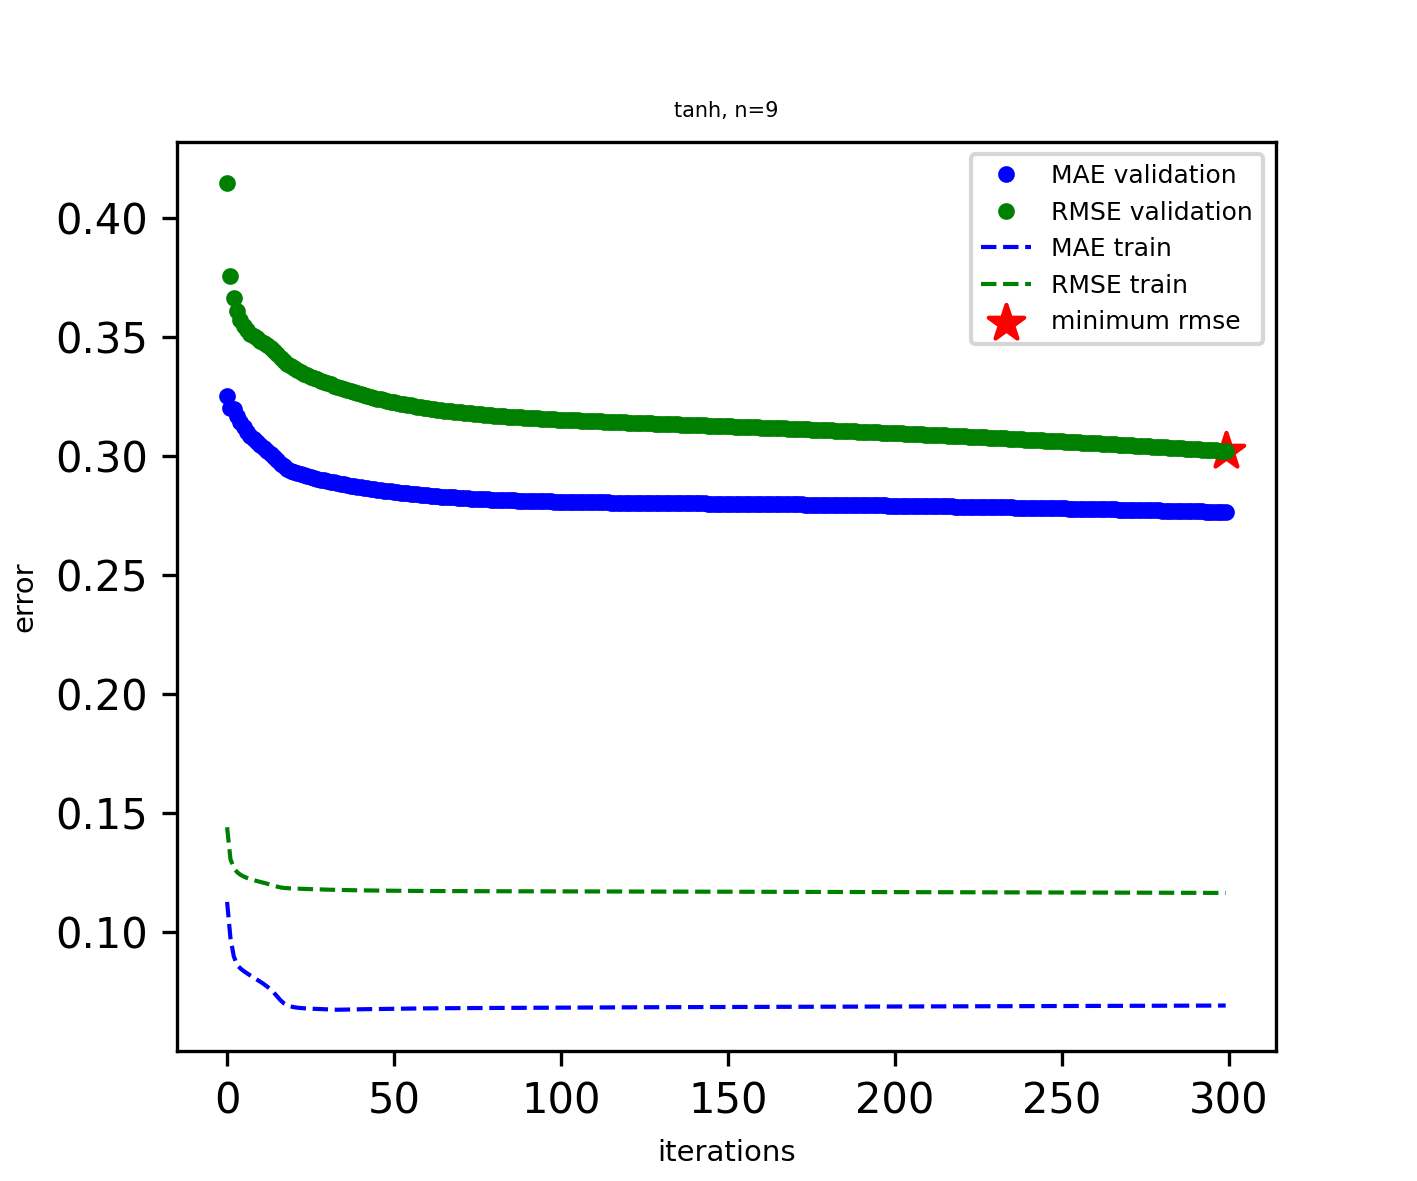 tanh, n=9
MAE validation
RMSE validation
MAE train
RMSE train
minimum rmse
0.40
0.35
0.30
0.25
0.20
0.15
0.10
error
0 50 100 150 200 250 300
iterations